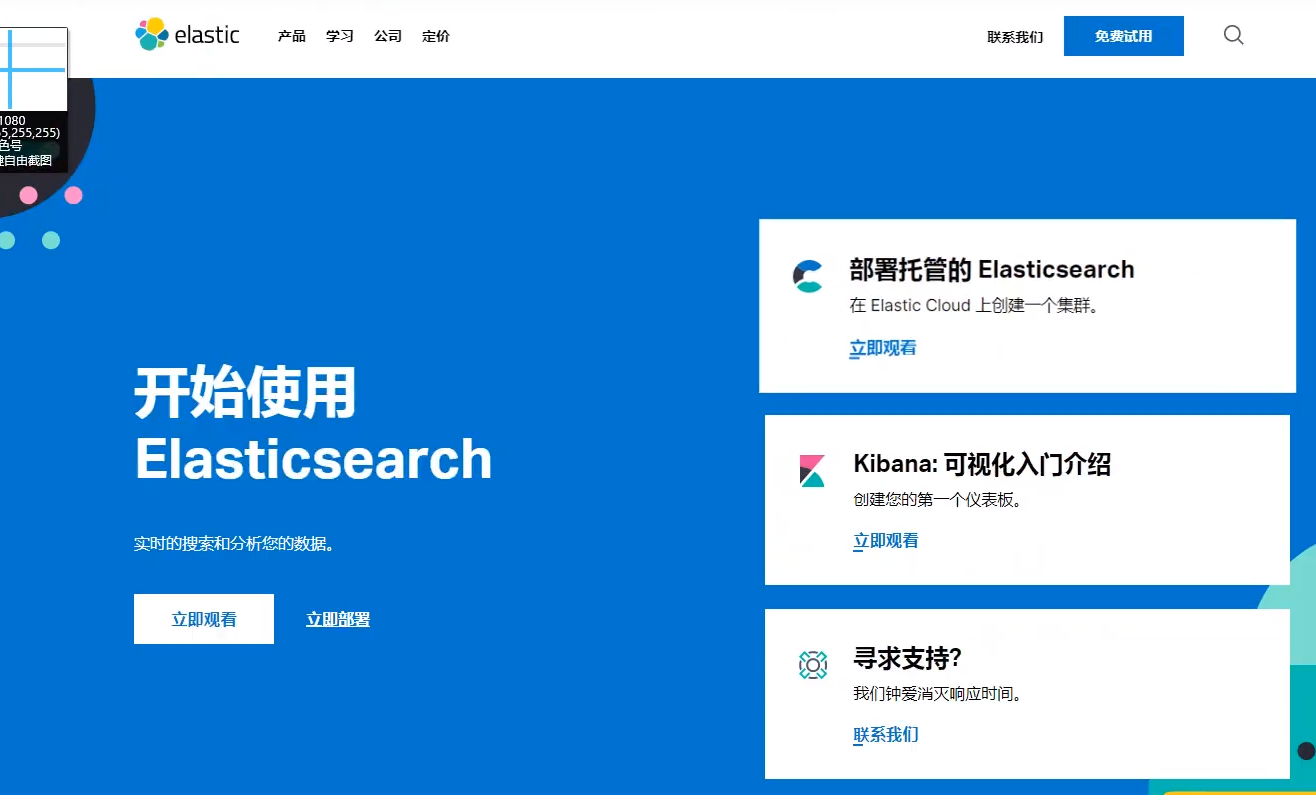 elastic
产品 学习 公司 定价
联系我们
免费试用
1080
5,255,255)
色号
键自由截图
开始使用
Elasticsearch
实时的搜索和分析您的数据。
立即观看 立即部署
部署托管的 Elasticsearch
在 Elastic Cloud 上创建一个集群。
立即观看
Kibana: 可视化入门介绍
创建您的第一个仪表板。
立即观看
寻求支持?
我们钟爱消灭响应时间。
联系我们